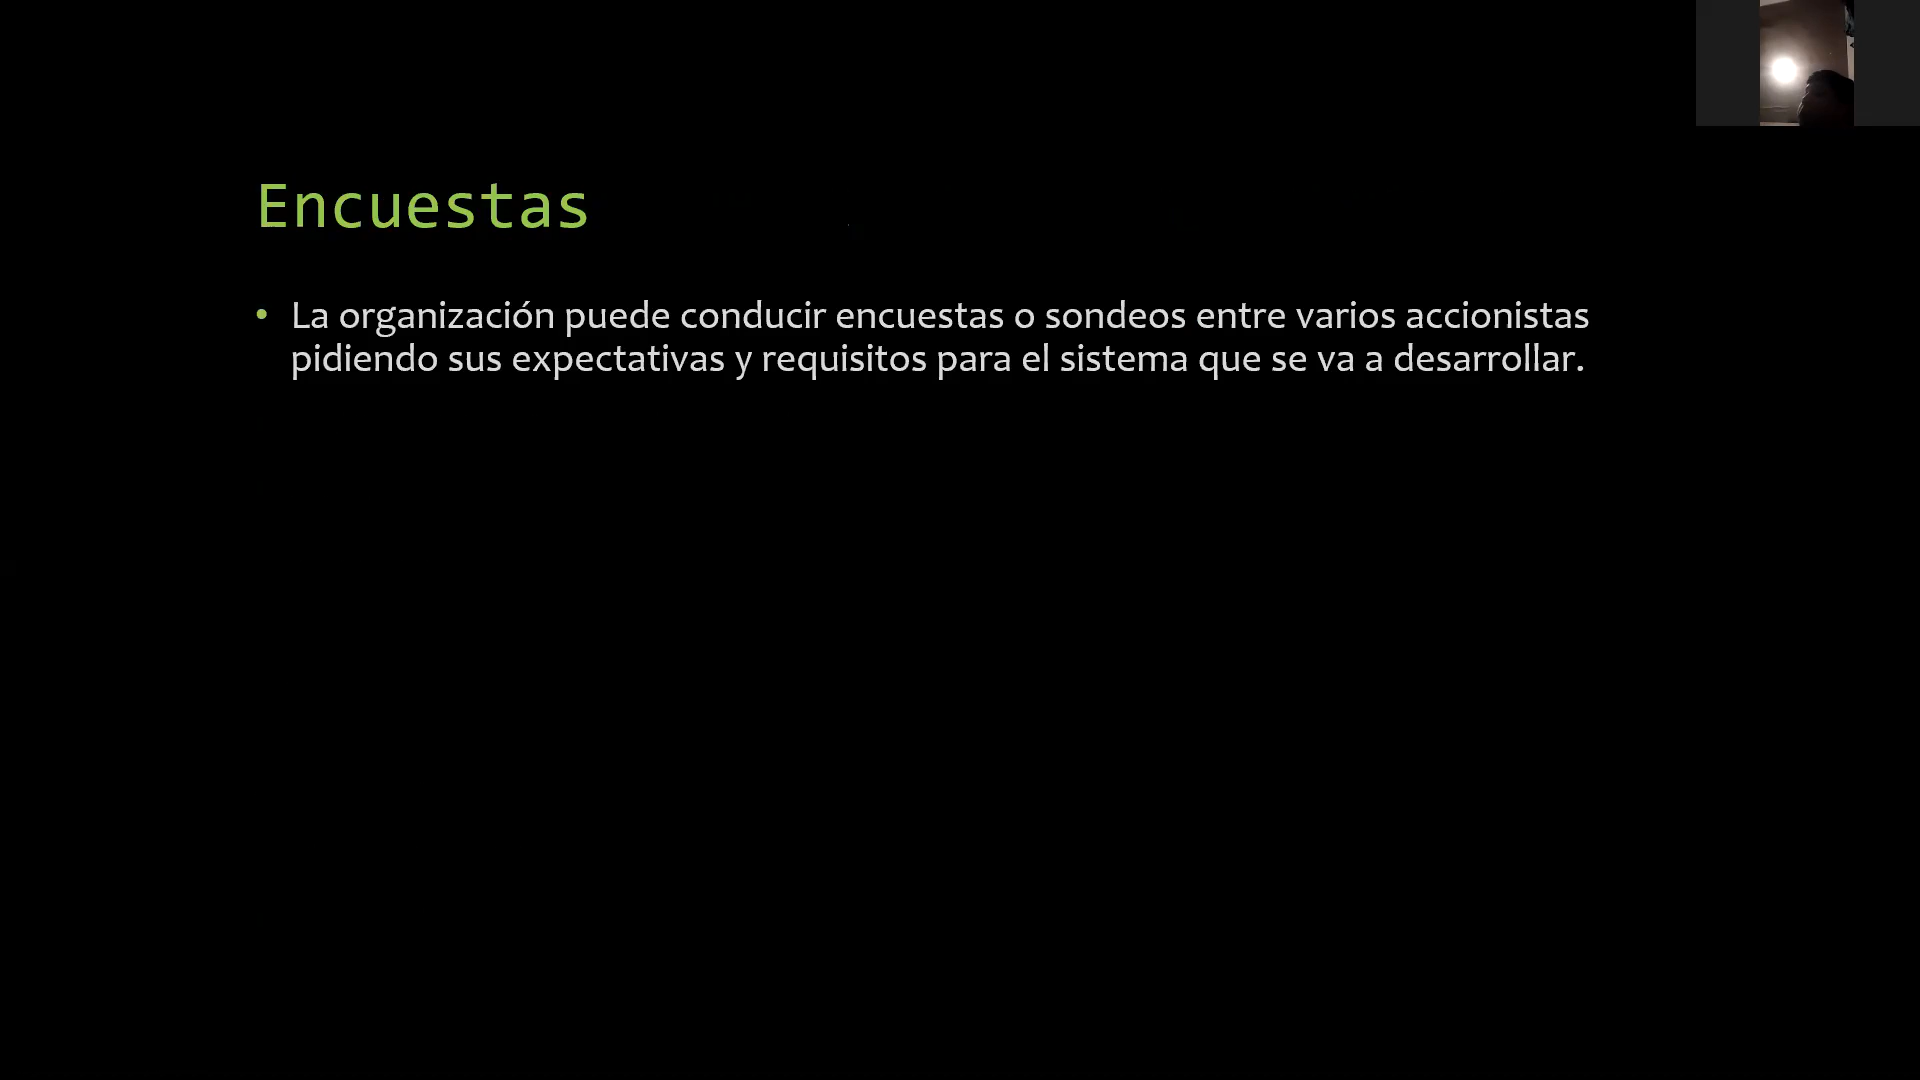 Encuestas
• La organización puede conducir encuestas o sondeos entre varios accionistas
pidiendo sus expectativas y requisitos para el sistema que se va a desarrollar.